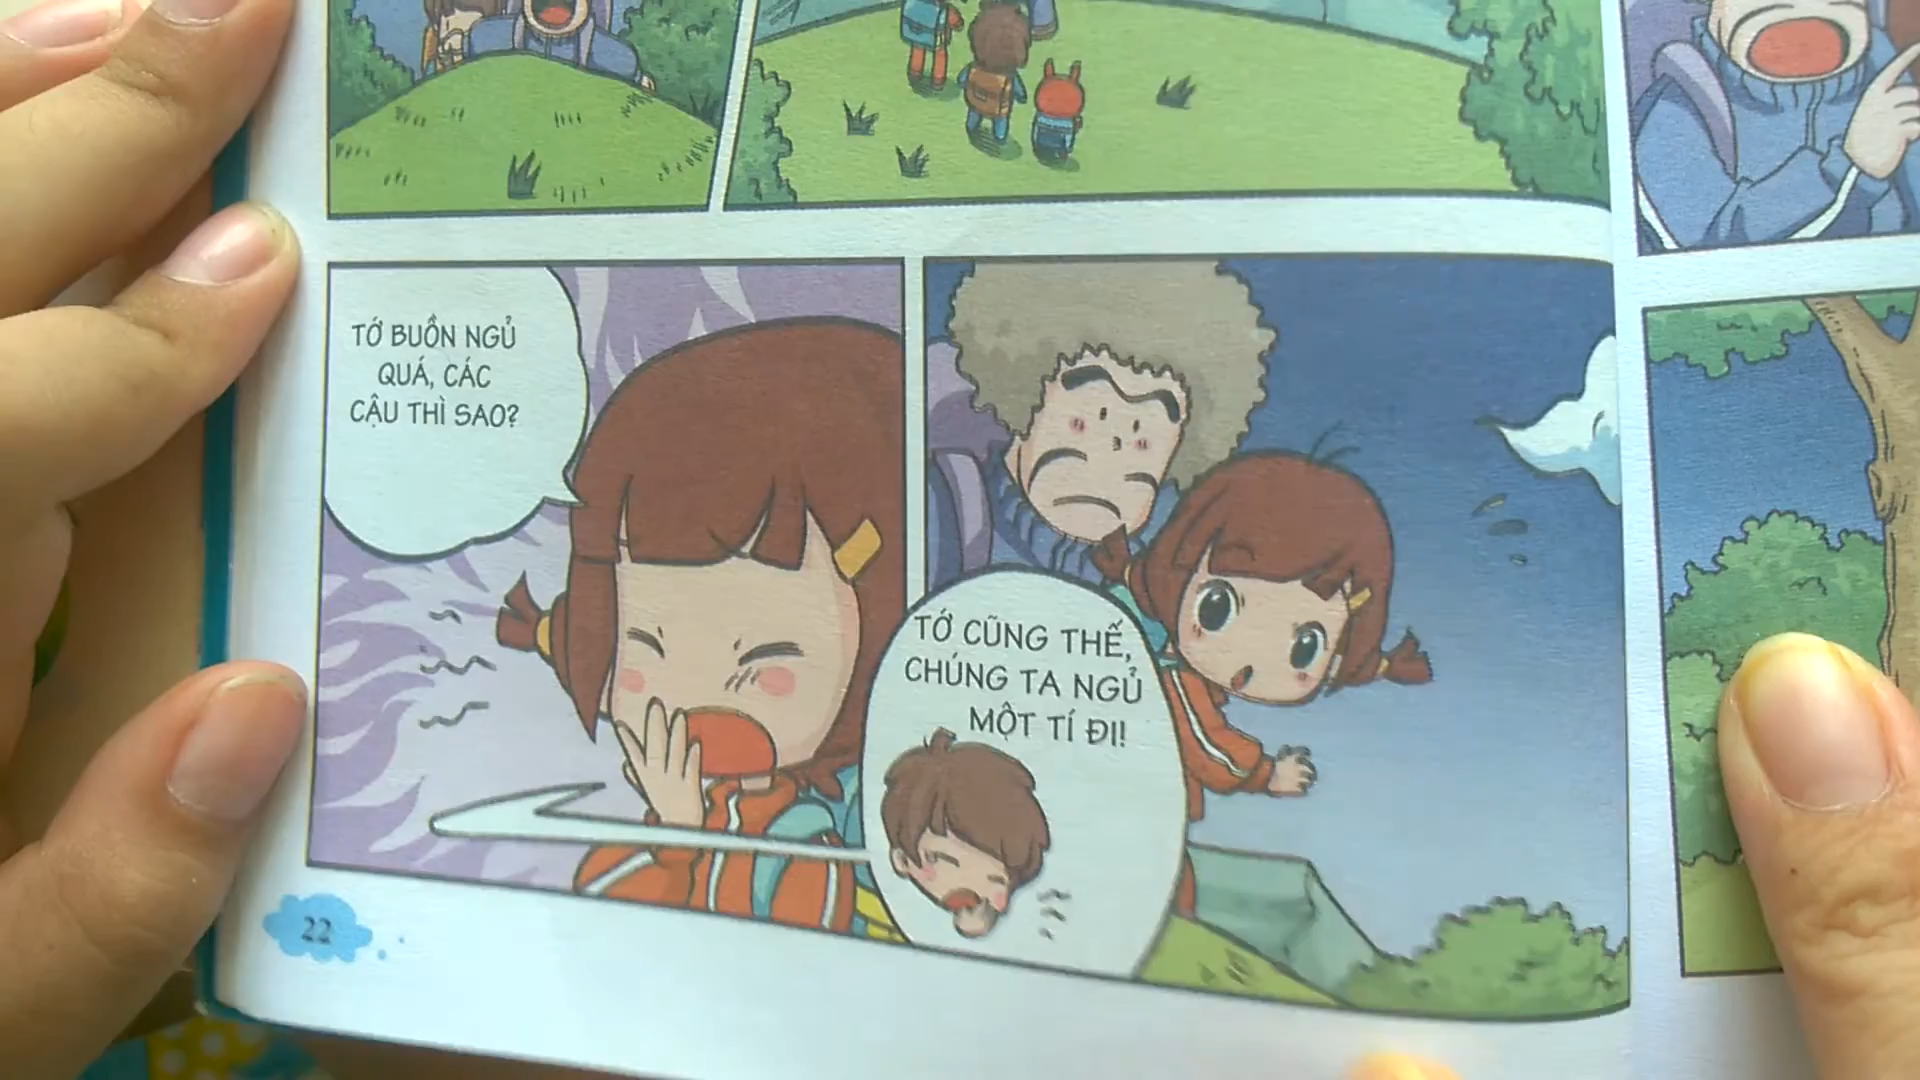 TỚ BUỒN NGỦ
QUÁ, CÁC
CẬU THÌ SAO?
TỚ CŨNG THẾ,
CHÚNG TA NGỦ
MỘT TÍ ĐI!
22